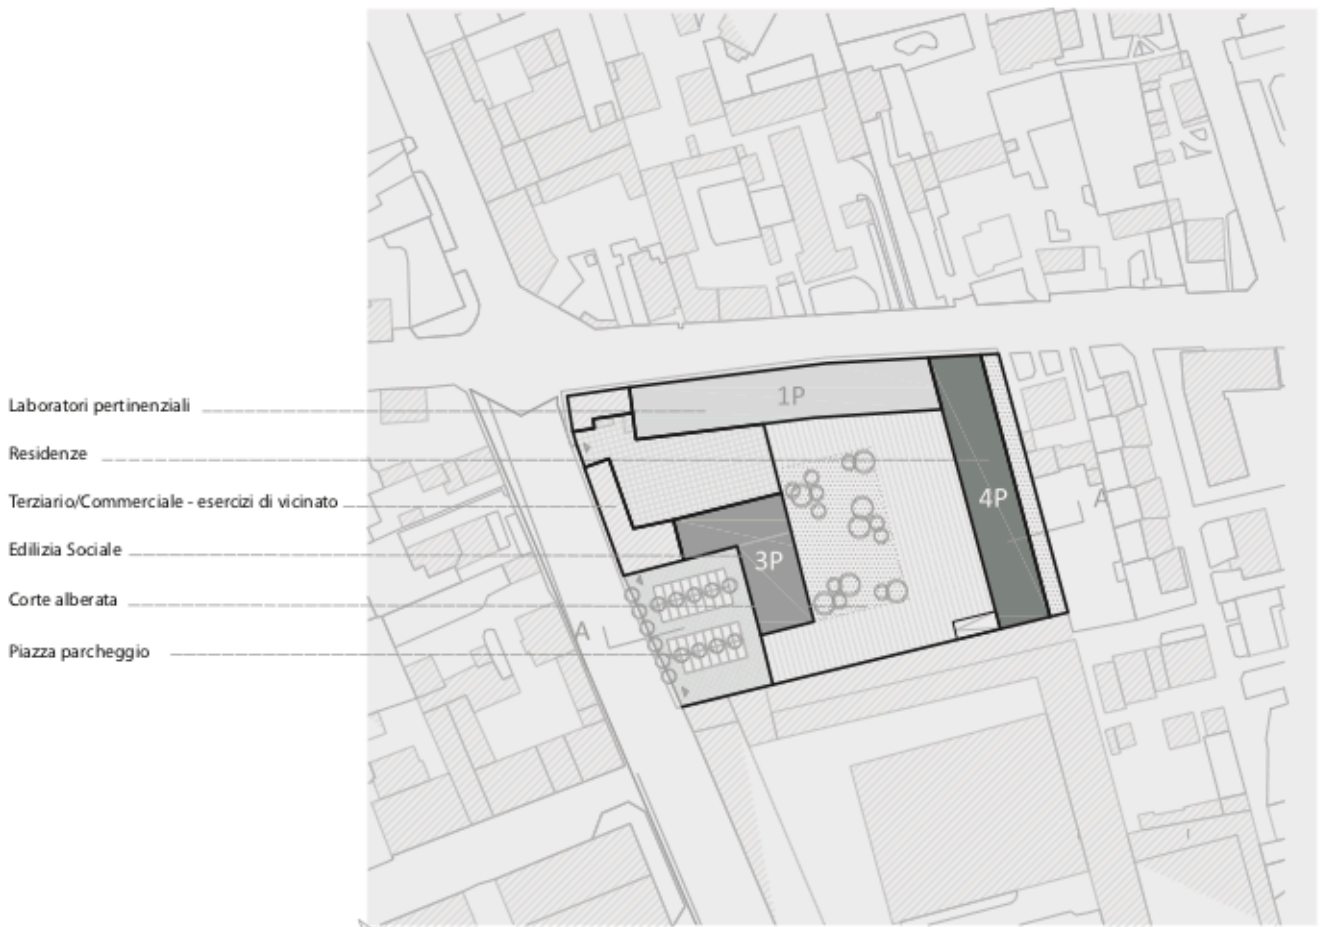 1P
Laboratori pertinenziali
Residenze
4P
A
Terziario/Commerciale - esercizi di vicinato
Edilizia Sociale
3P
Corte alberata
A
Piazza parcheggio